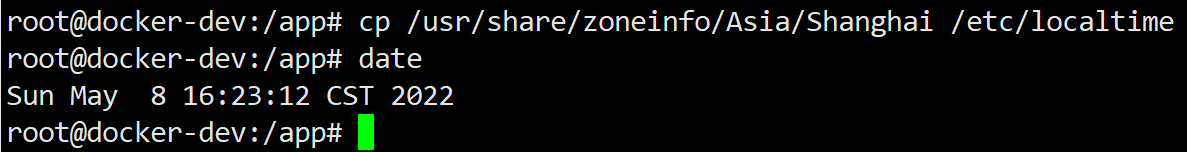 root@docker-dev:/app# cp /usr/share/zoneinfo/Asia/Shanghai /etc/localtime
root@docker-dev:/app# date
Sun May  8 16:23:12 CST 2022
root@docker-dev:/app#